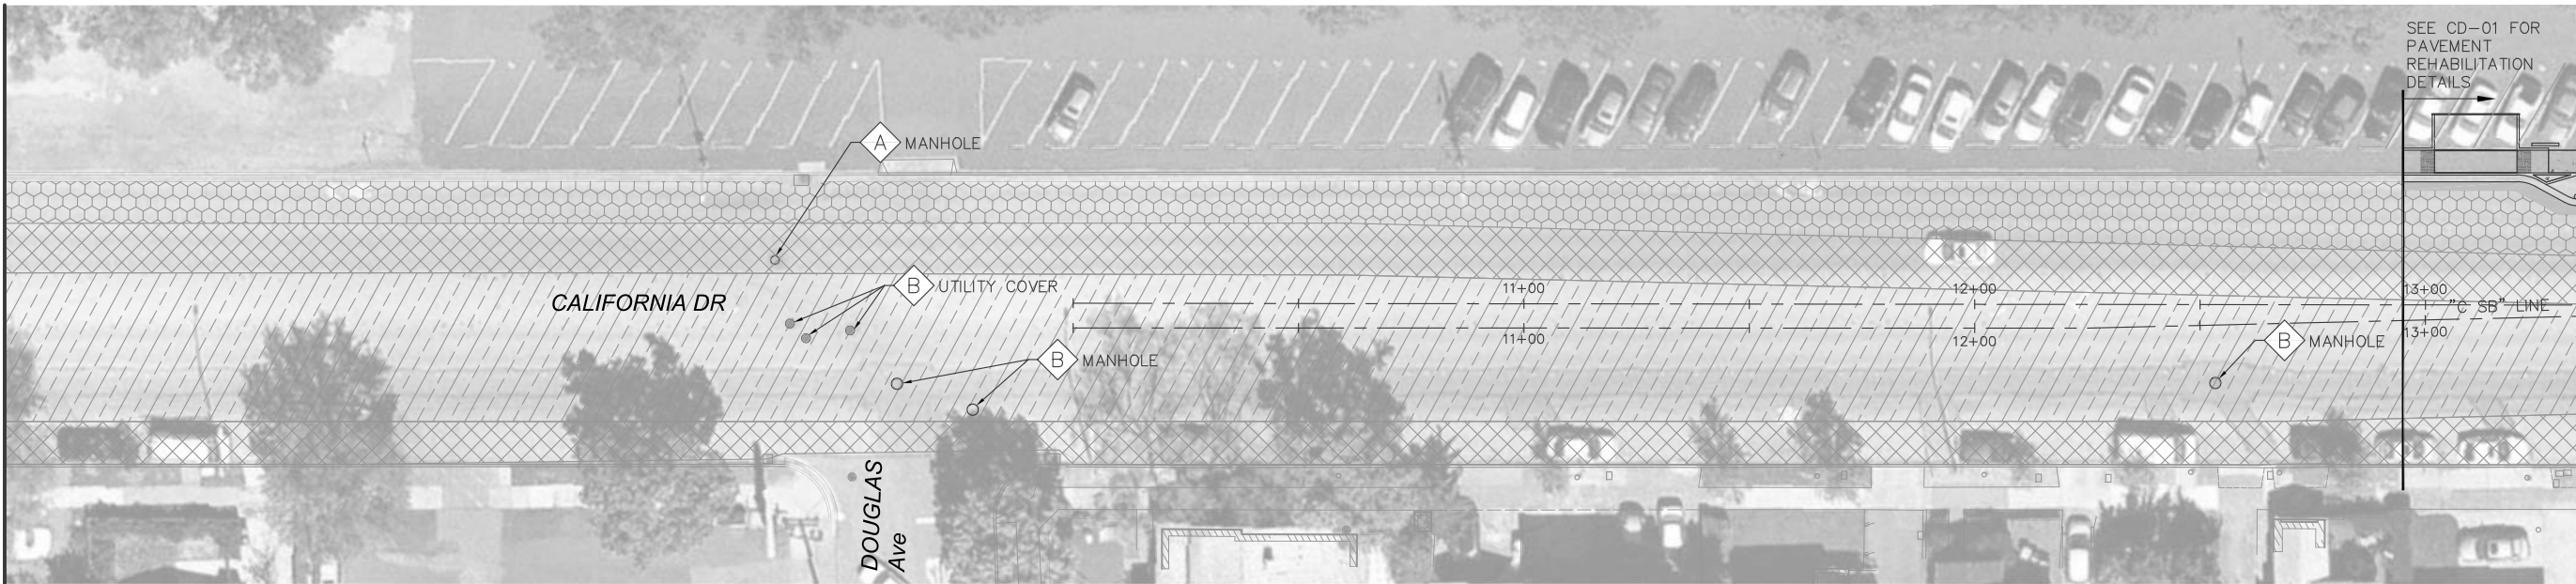 SEE CD-01 FOR
PAVEMENT
REHABILITATION
DETAILS
A MANHOLE
B UTILITY COVER
CALIFORNIA DR
11+00
12+00
13+00
"C SB" LINE
11+00
12+00
13+00
B MANHOLE
B MANHOLE
DOUGLAS
Ave